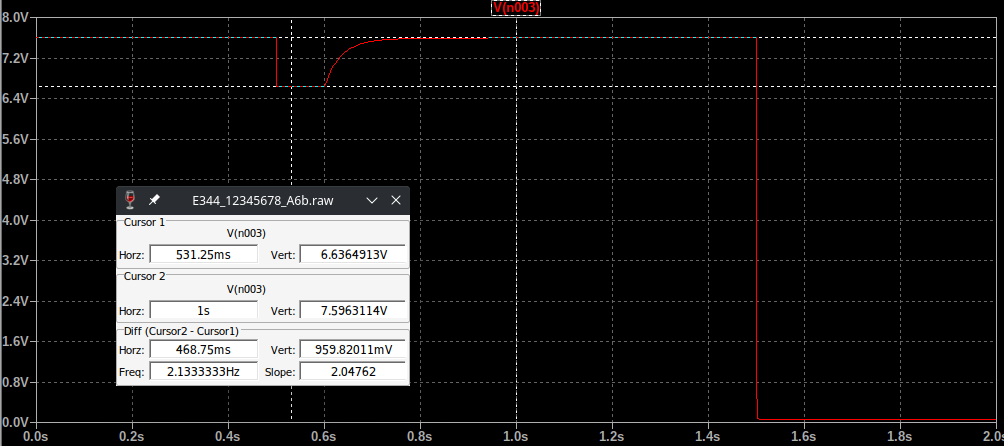 V(n003)
8.0V
7.2V
6.4V
5.6V
4.8V
4.0V
3.2V
2.4V
1.6V
0.8V
0.0V
0.0s 0.2s 0.4s 0.6s 0.8s 1.0s 1.2s 1.4s 1.6s 1.8s 2.0s
E344_12345678_A6b.raw
Cursor 1
V(n003)
Horz: 531.25ms Vert: 6.6364913V
Cursor 2
V(n003)
Horz: 1s Vert: 7.5963114V
Diff (Cursor2 - Cursor1)
Horz: 468.75ms Vert: 959.82011mV
Freq: 2.1333333Hz Slope: 2.04762